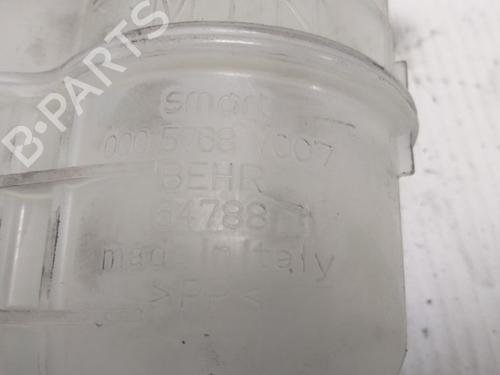 B-PARTS
smart
000 5768 V007
BEHR
made in Italy
>PP<